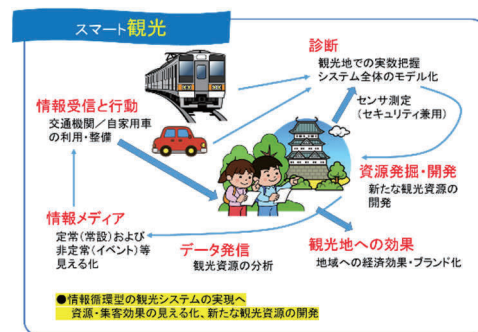 スマート観光
診断
観光地での実数把握
システム全体のモデル化
情報受信と行動
交通機関／自家用車
の利用・整備
センサ測定
(セキュリティ兼用)
資源発掘・開発
新たな観光資源の
開発
情報メディア
定常(常設)および
非定常(イベント)等
見える化
データ発信
観光資源の分析
観光地への効果
地域への経済効果・ブランド化
●情報循環型の観光システムの実現へ
資源・集客効果の見える化、新たな観光資源の開発